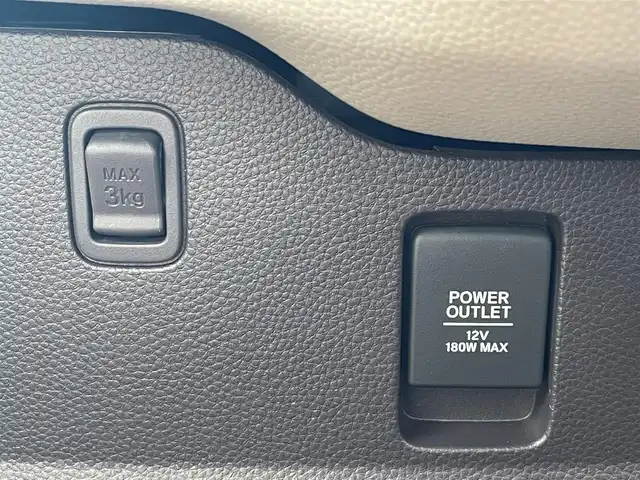 MAX
3kg
POWER
OUTLET
12V
180W MAX